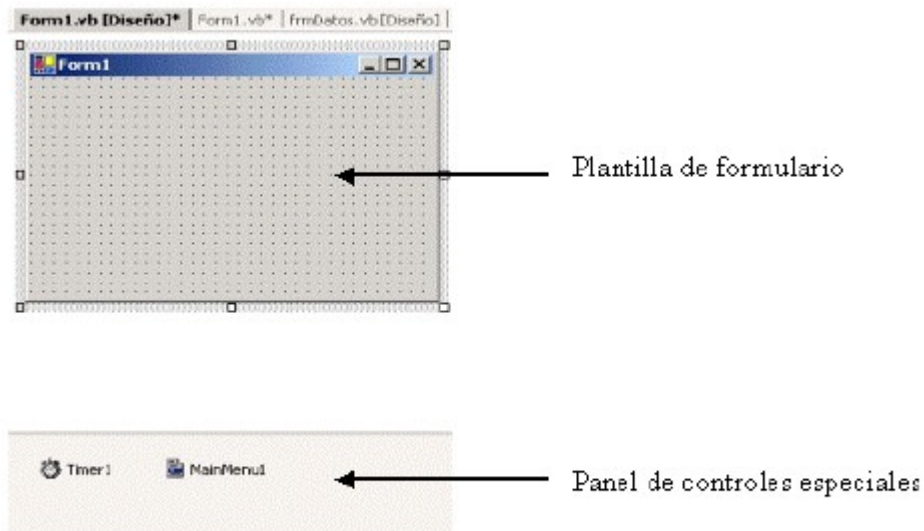 Form1.vb [Diseño]* Form1.vb* frmDatos.vb [Diseño]
Form1
Plantilla de formulario
Timer1 MainMenu1
Panel de controles especiales